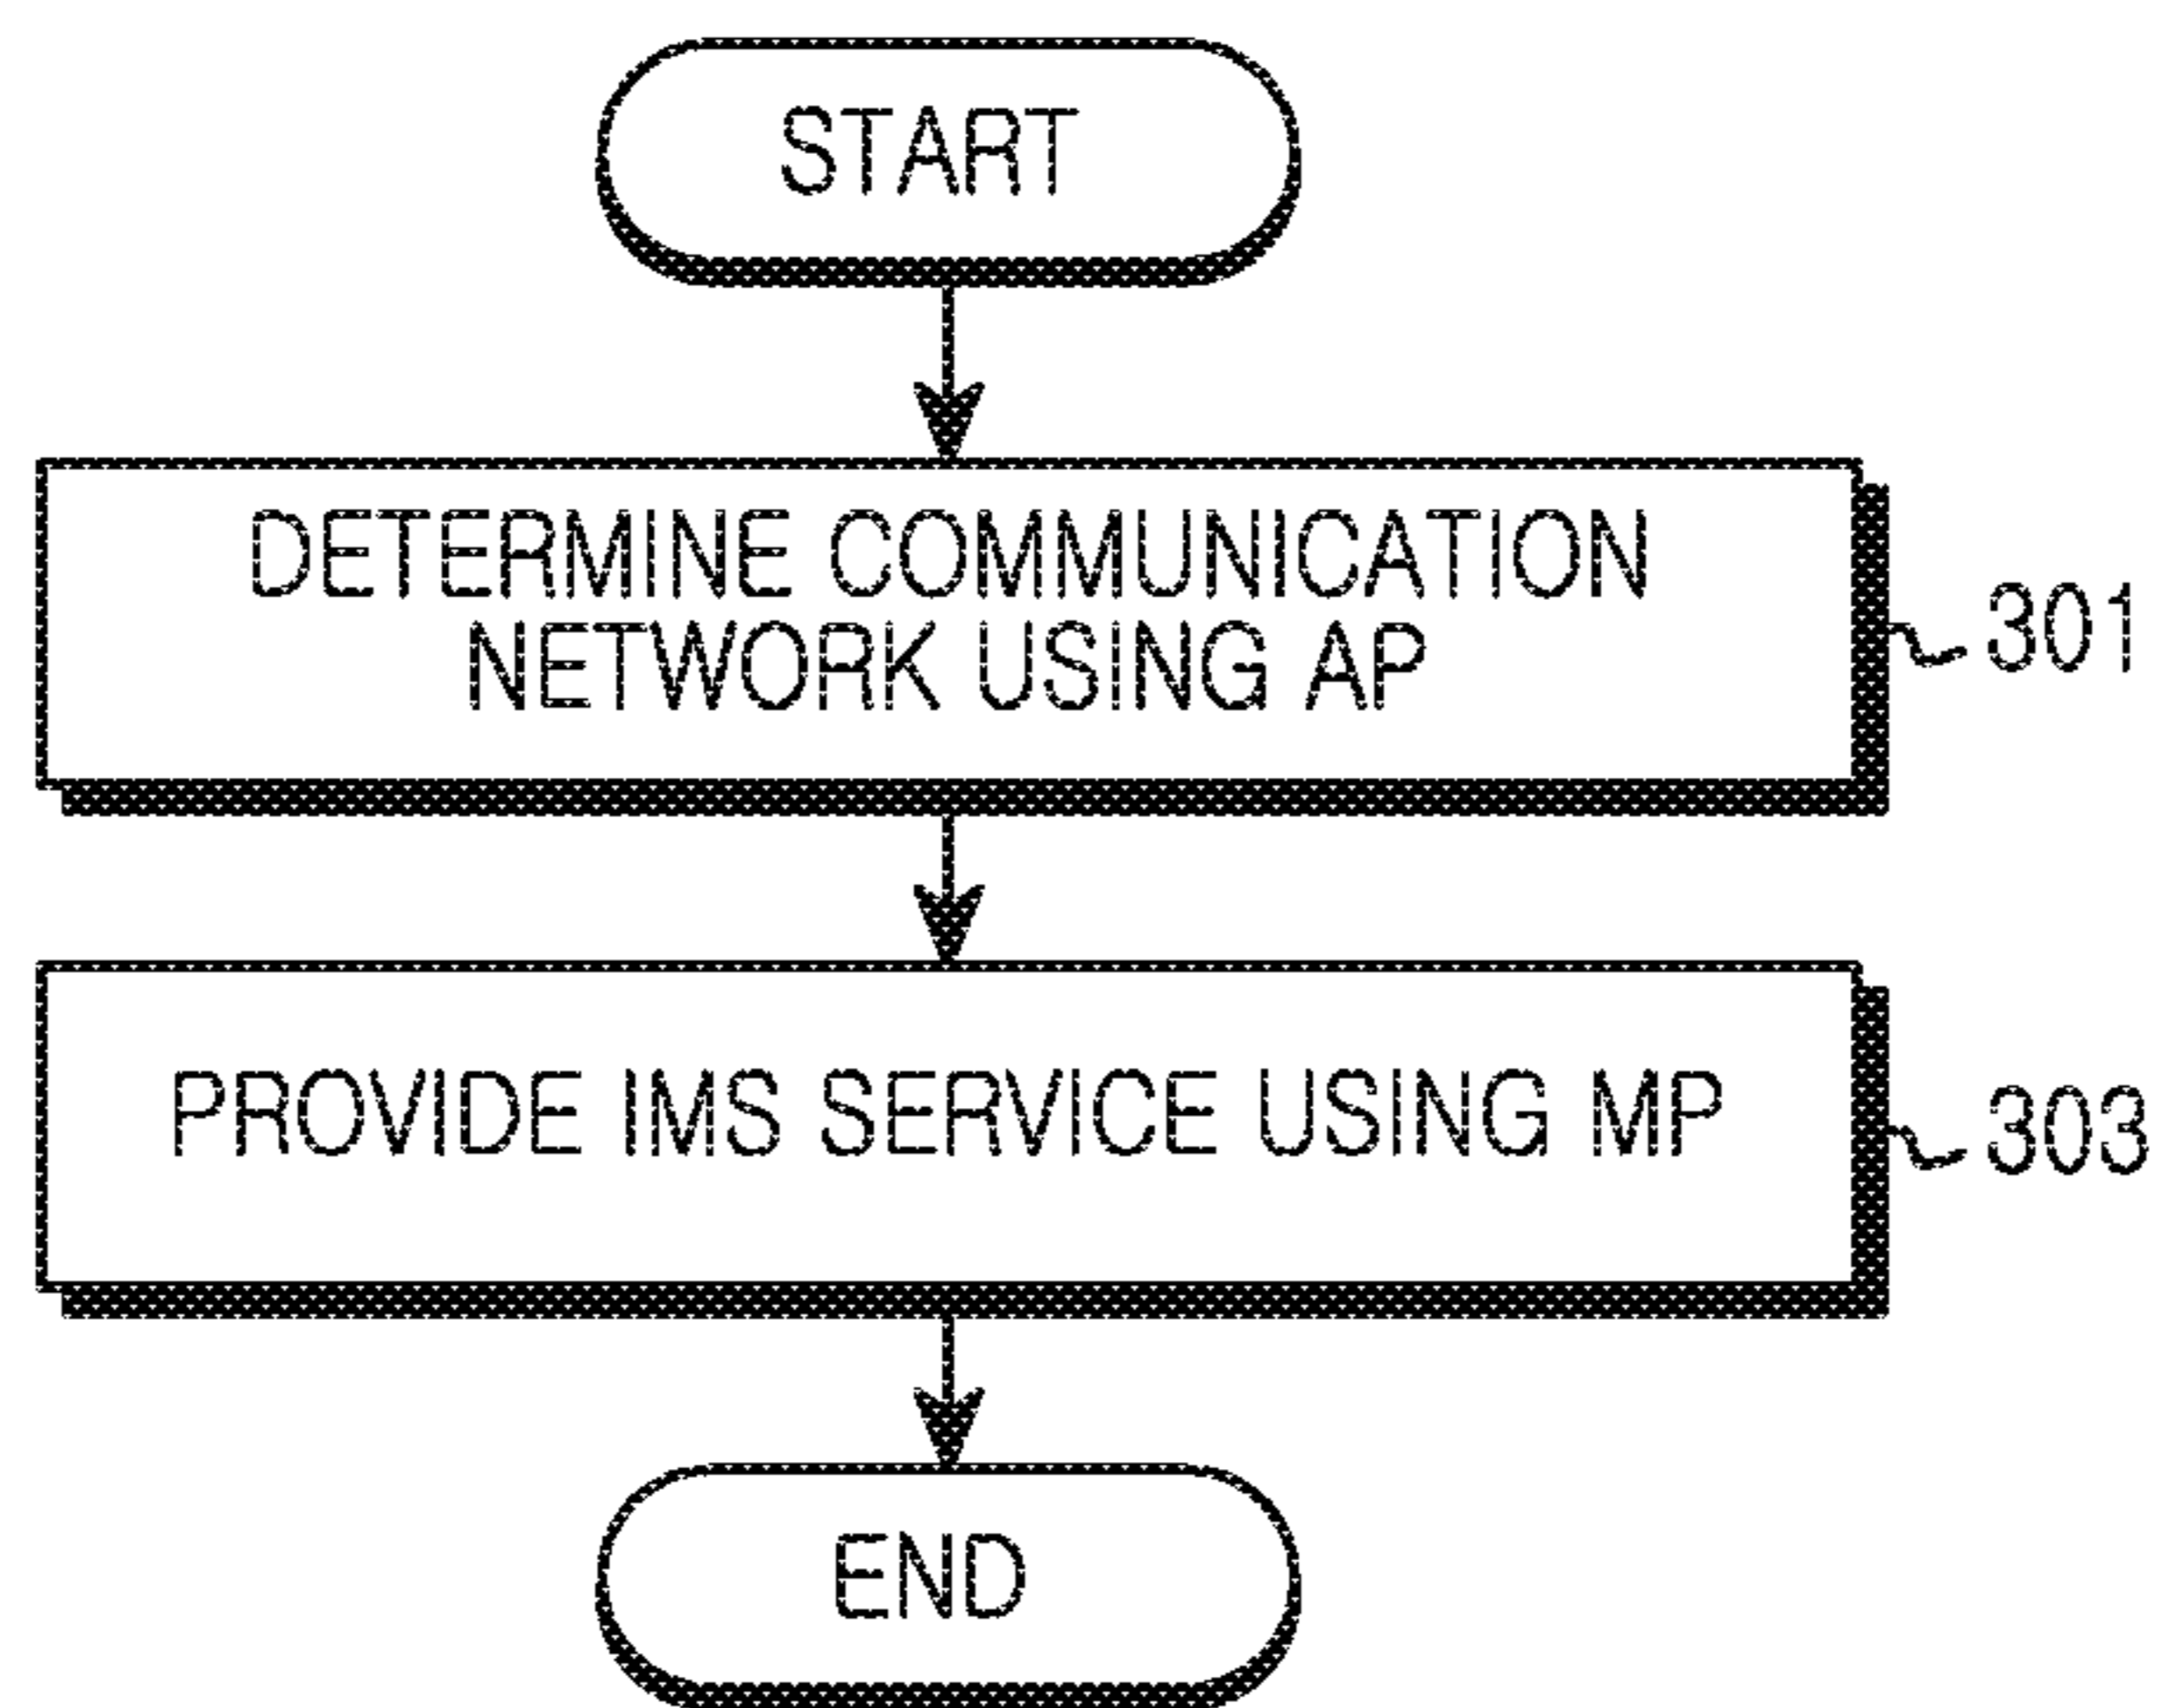 START
DETERMINE COMMUNICATION
NETWORK USING AP
301
PROVIDE IMS SERVICE USING MP
303
END